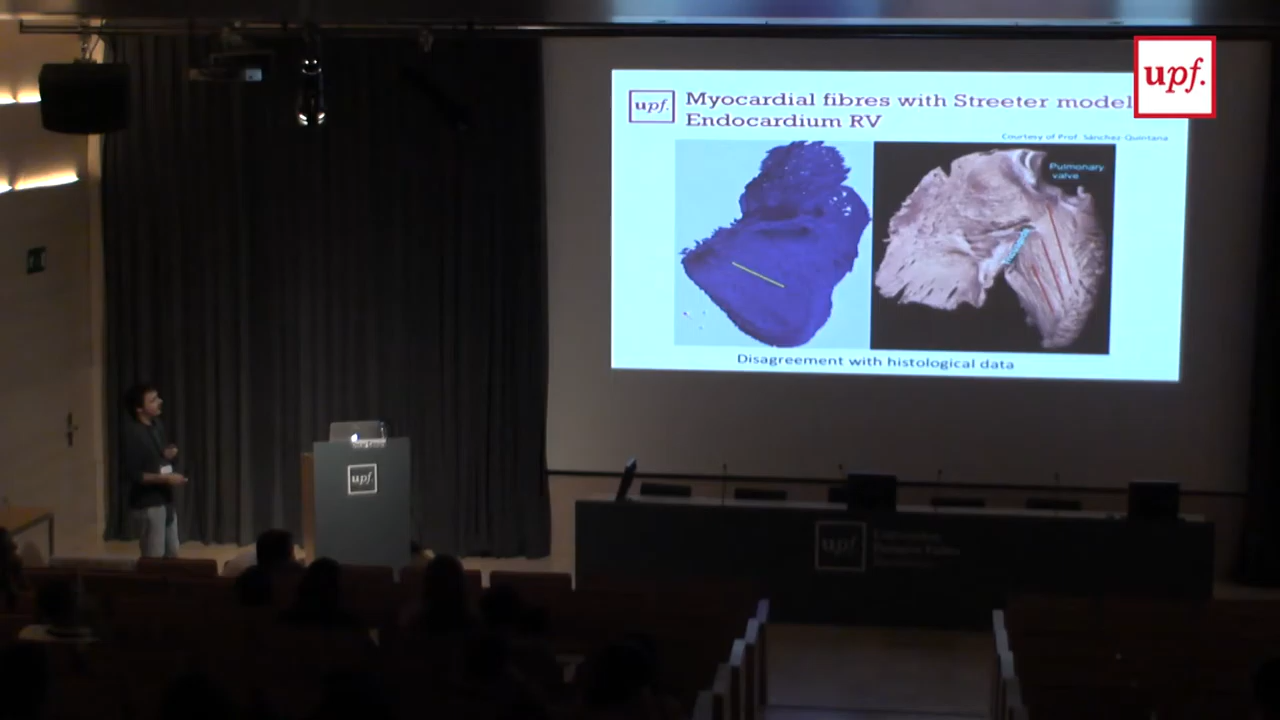 upf.
upf.
Myocardial fibres with Streeter model
Endocardium RV
Courtesy of Prof. Sánchez-Quintana
Pulmonary
valve
Disagreement with histological data
upf.
upf.